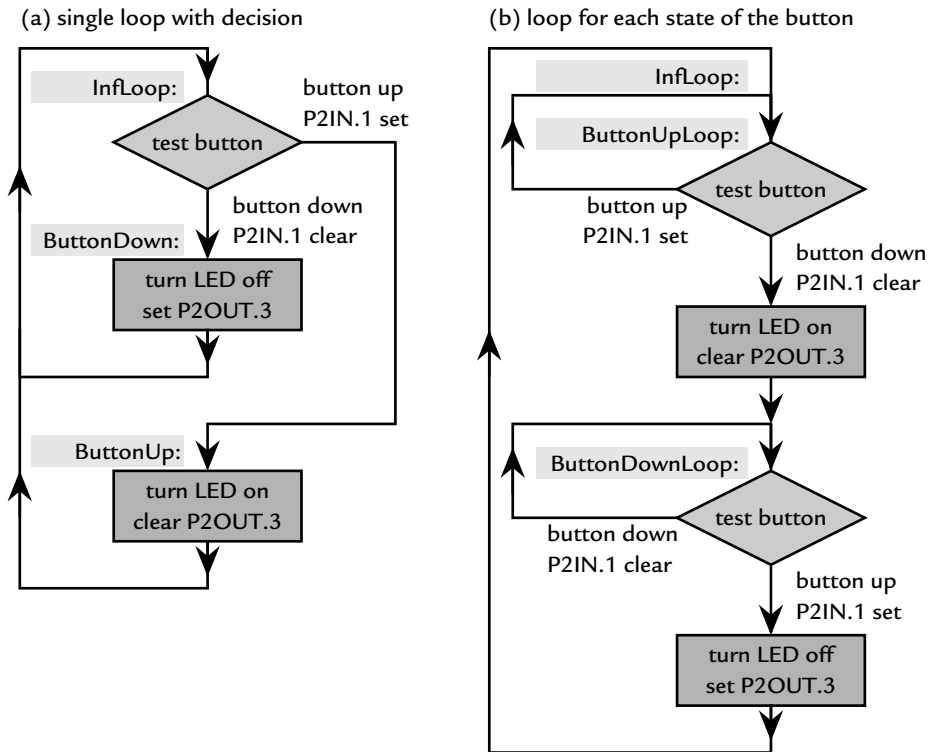 (a) single loop with decision
InfLoop:
button up
P2IN.1 set
test button
button down
P2IN.1 clear
ButtonDown:
turn LED off
set P2OUT.3
ButtonUp:
turn LED on
clear P2OUT.3
(b) loop for each state of the button
InfLoop:
ButtonUpLoop:
test button
button up
P2IN.1 set
button down
P2IN.1 clear
turn LED on
clear P2OUT.3
ButtonDownLoop:
test button
button down
P2IN.1 clear
button up
P2IN.1 set
turn LED off
set P2OUT.3